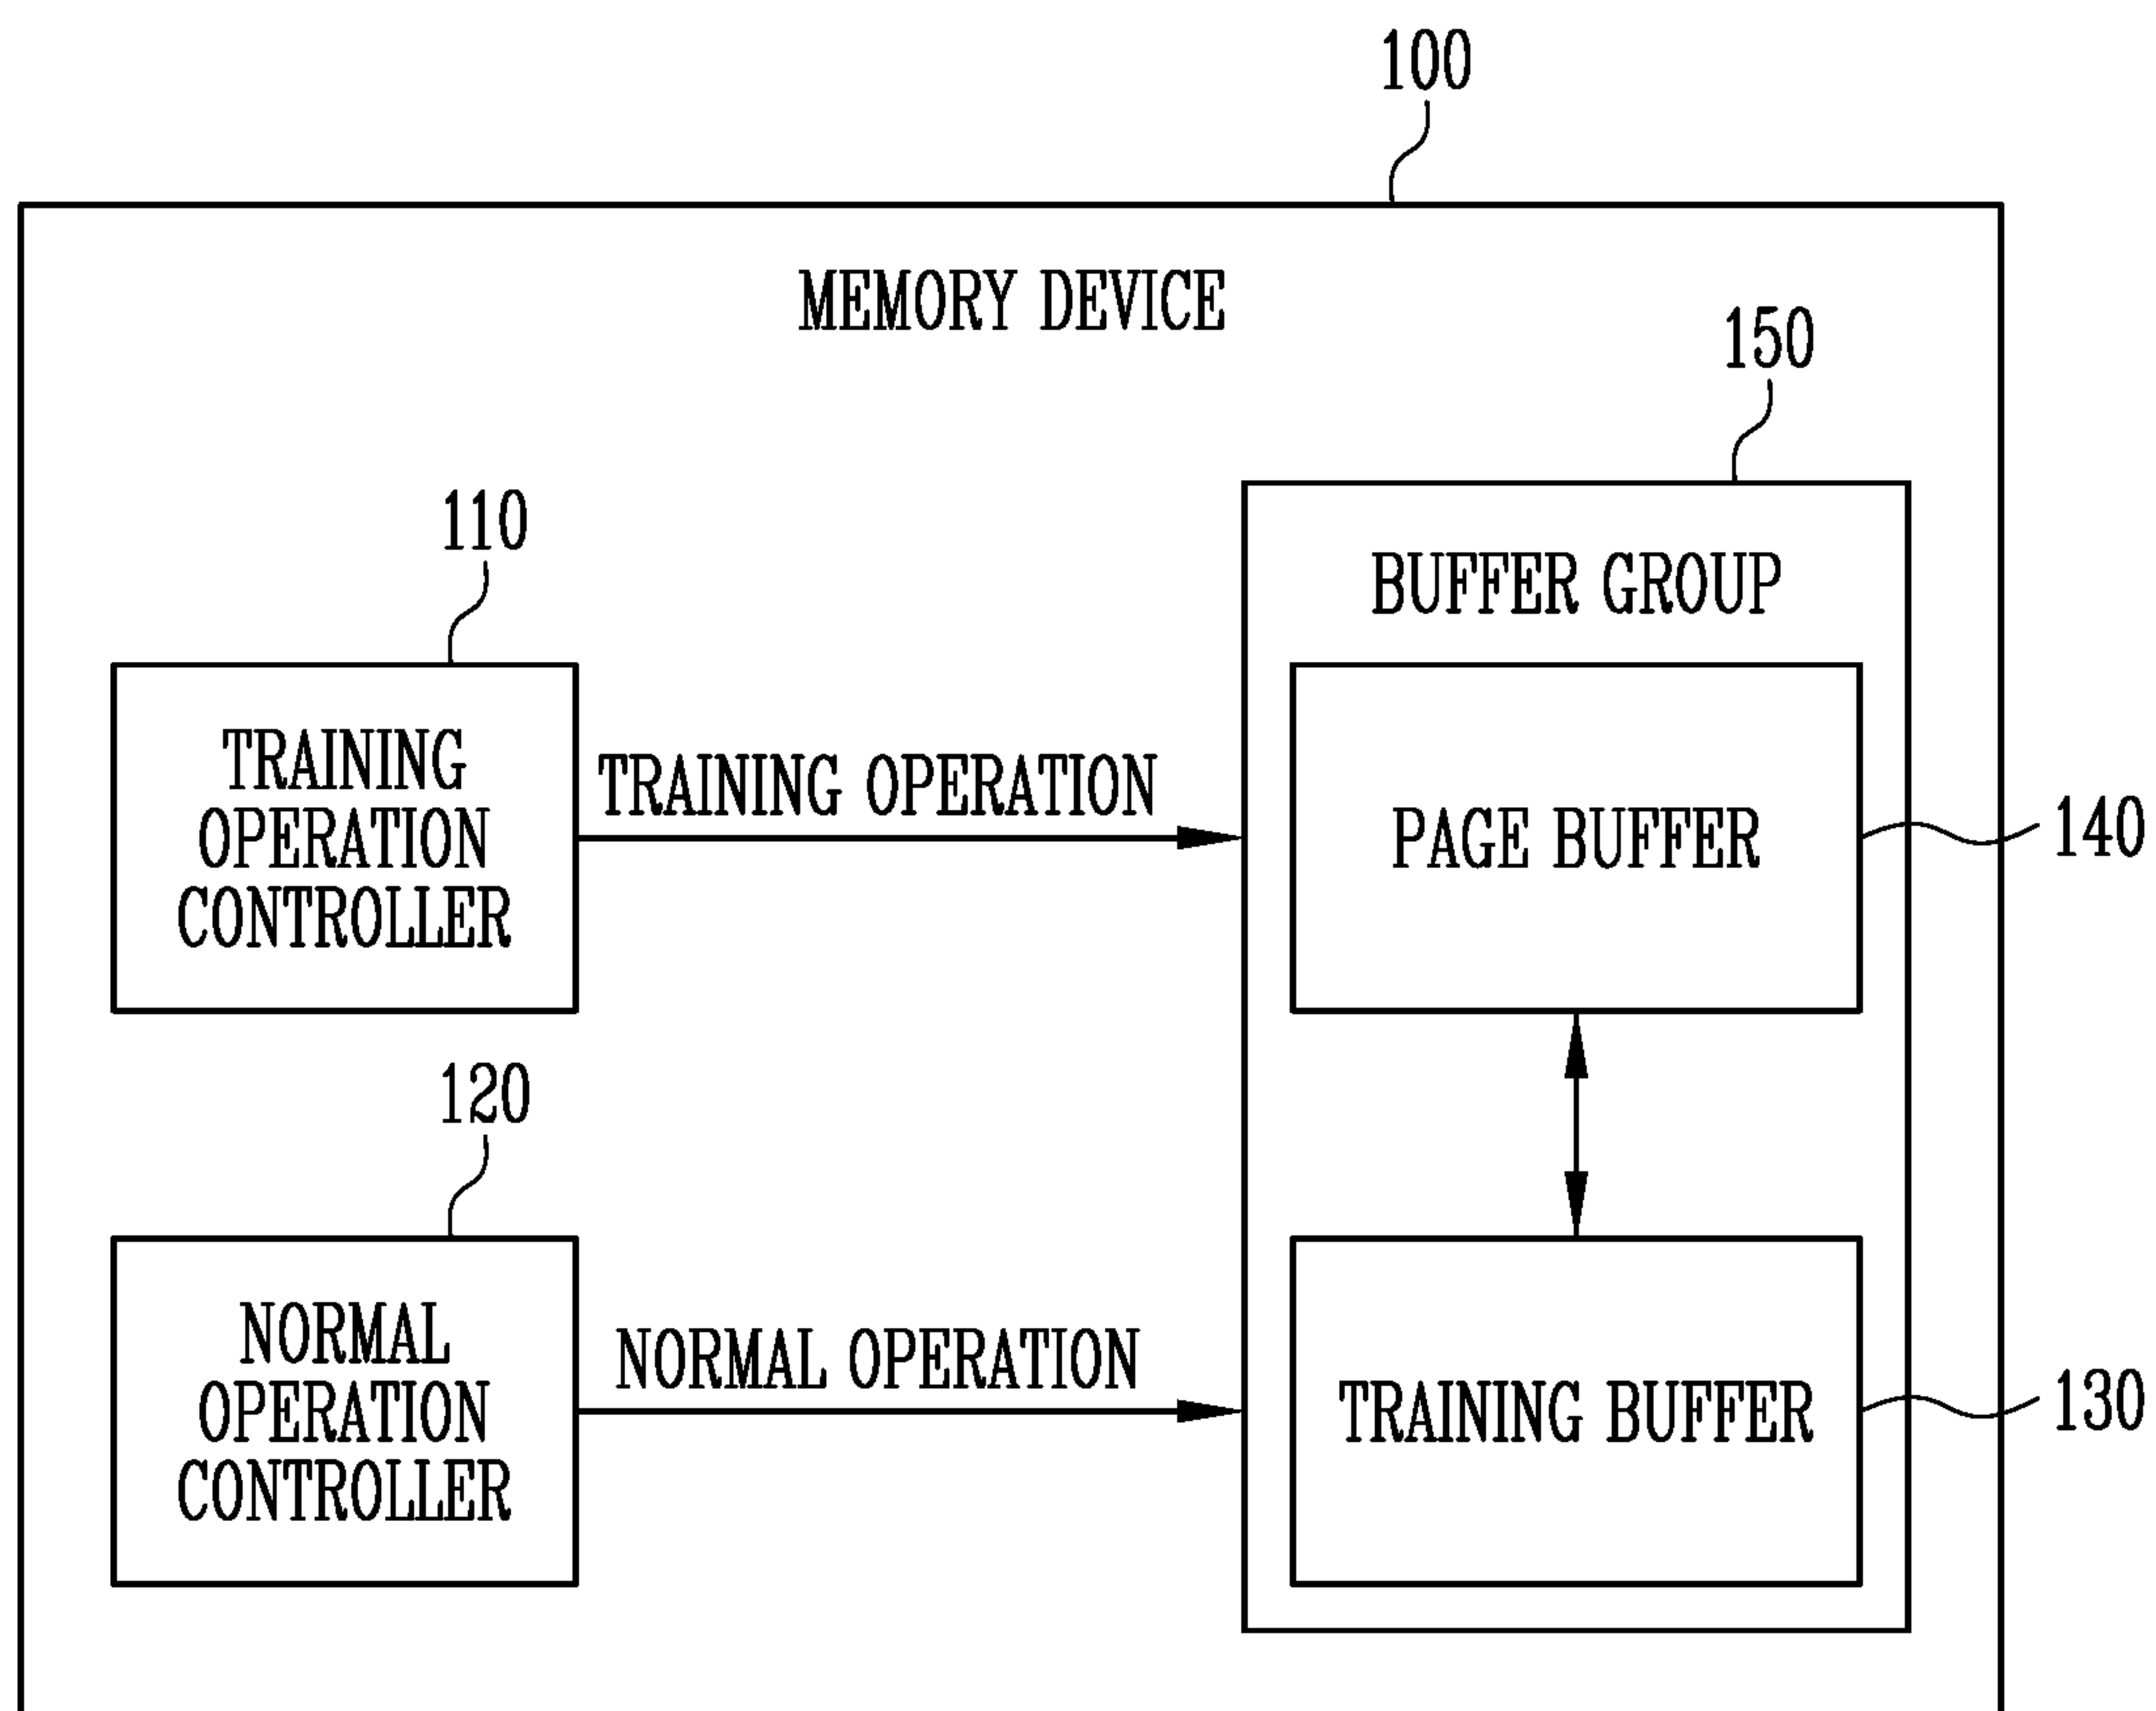 100
MEMORY DEVICE
150
110
BUFFER GROUP
TRAINING
OPERATION
CONTROLLER
TRAINING OPERATION
PAGE BUFFER
140
120
NORMAL
OPERATION
CONTROLLER
NORMAL OPERATION
TRAINING BUFFER
130